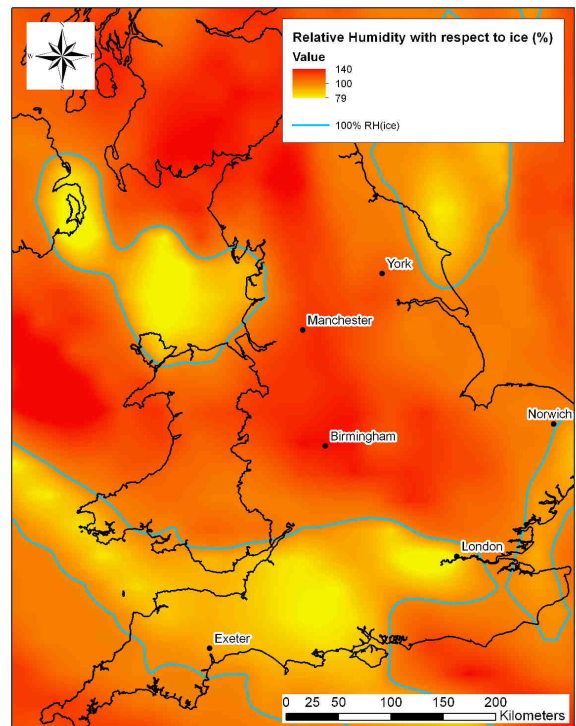 N
W
E
S
Relative Humidity with respect to ice (%)
Value
140
100
79
100% RH(ice)
York
Manchester
Norwich
Birmingham
London
Exeter
0 25 50 100 150 200
Kilometers